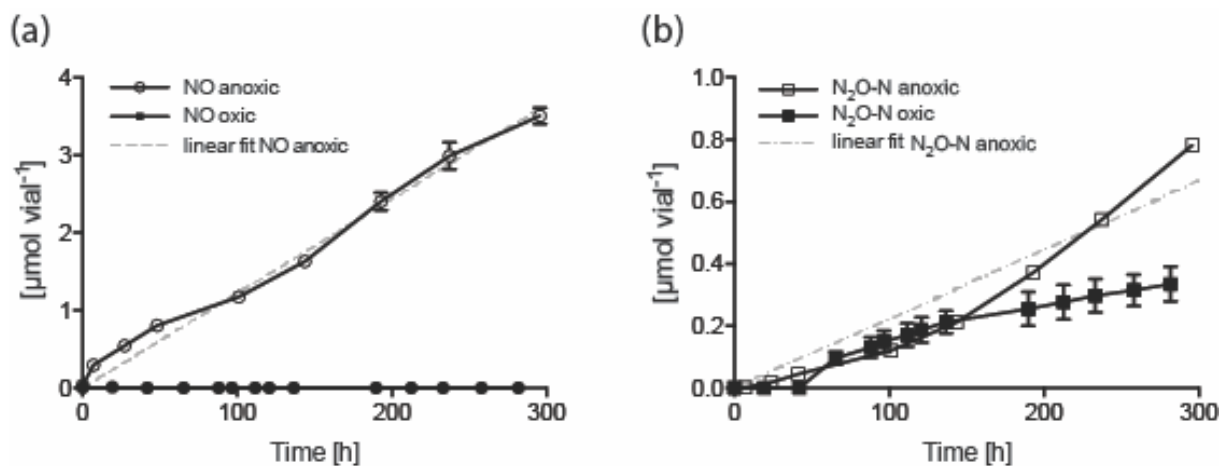 (a)
(b)
4
3
2
1
0
[µmol vial⁻¹]
NO anoxic
NO oxic
linear fit NO anoxic
0
100
200
300
Time [h]
1.0
0.8
0.6
0.4
0.2
0.0
[µmol vial⁻¹]
N₂O-N anoxic
N₂O-N oxic
linear fit N₂O-N anoxic
0
100
200
300
Time [h]